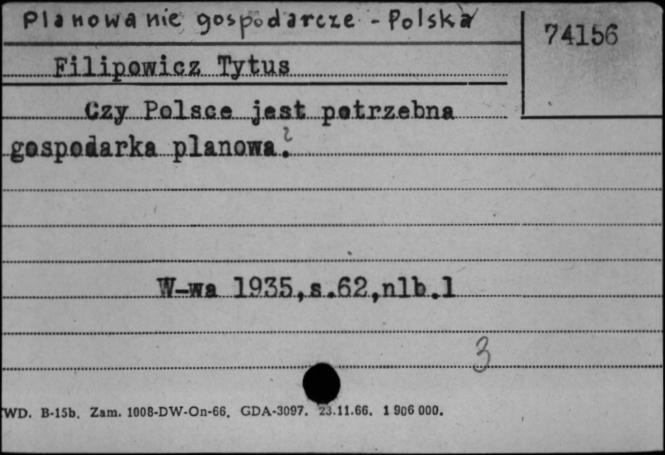 Planowanie gospodarcze - Polska
74156
Filipowicz Tytus
Czy Polsce jest potrzebna
gospodarka planowa?
W-wa 1935,s.62,nlb.1
3
WD. B-15b. Zam. 1008-DW-On-66. GDA-3097. 23.11.66. 1 906 000.